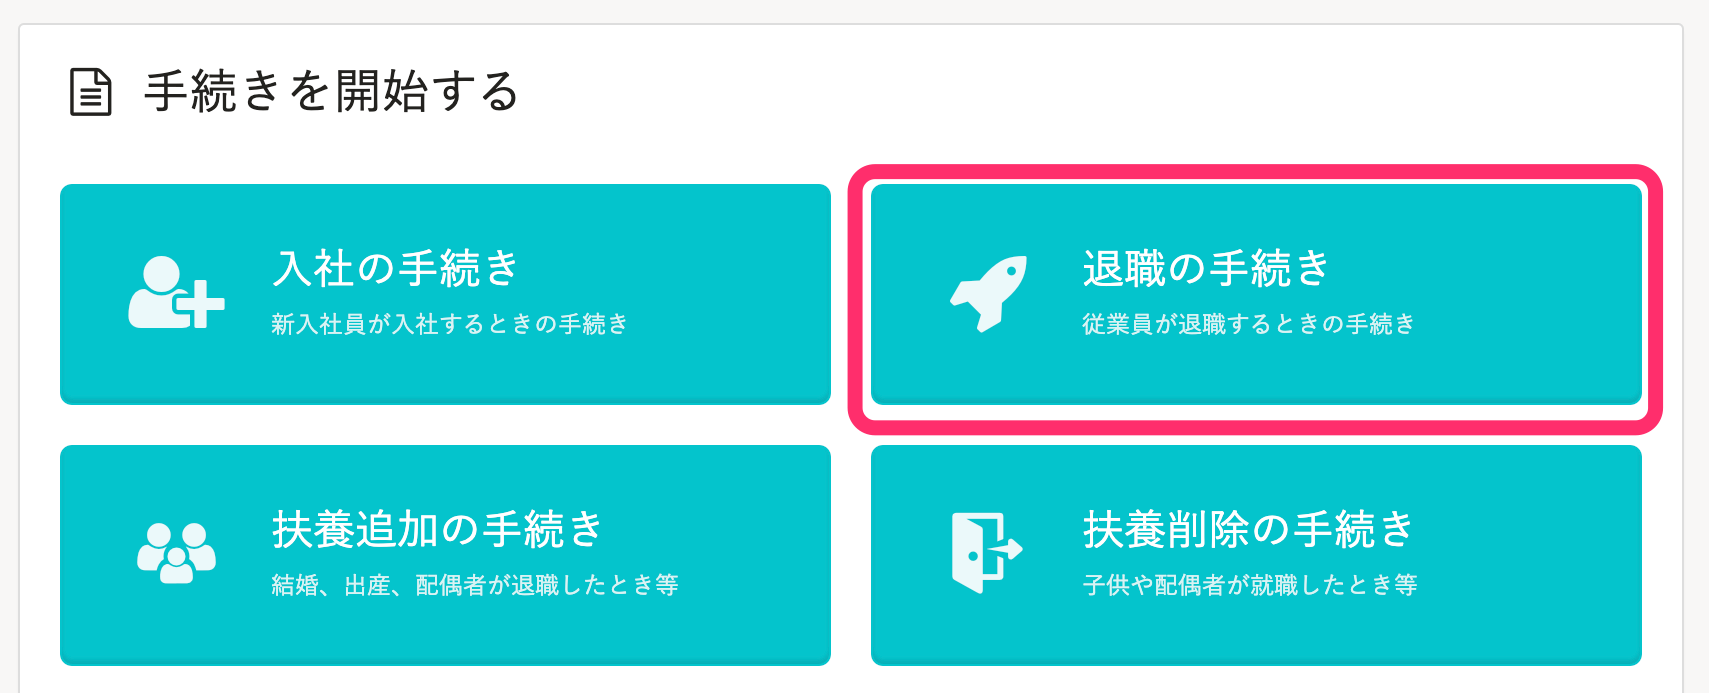 手続きを開始する
入社の手続き
新入社員が入社するときの手続き
退職の手続き
従業員が退職するときの手続き
扶養追加の手続き
結婚、出産、配偶者が退職したとき等
扶養削除の手続き
子供や配偶者が就職したとき等